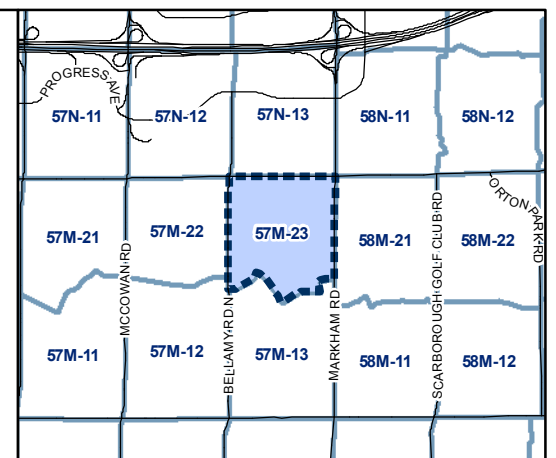 PROGRESS AVE
57N-11
57N-12
57N-13
58N-11
58N-12
57M-21
57M-22
57M-23
58M-21
58M-22
ORTON PARK RD
MCCOWAN RD
BELLAMY RD N
MARKHAM RD
SCARBOROUGH GOLF CLUB RD
57M-11
57M-12
57M-13
58M-11
58M-12